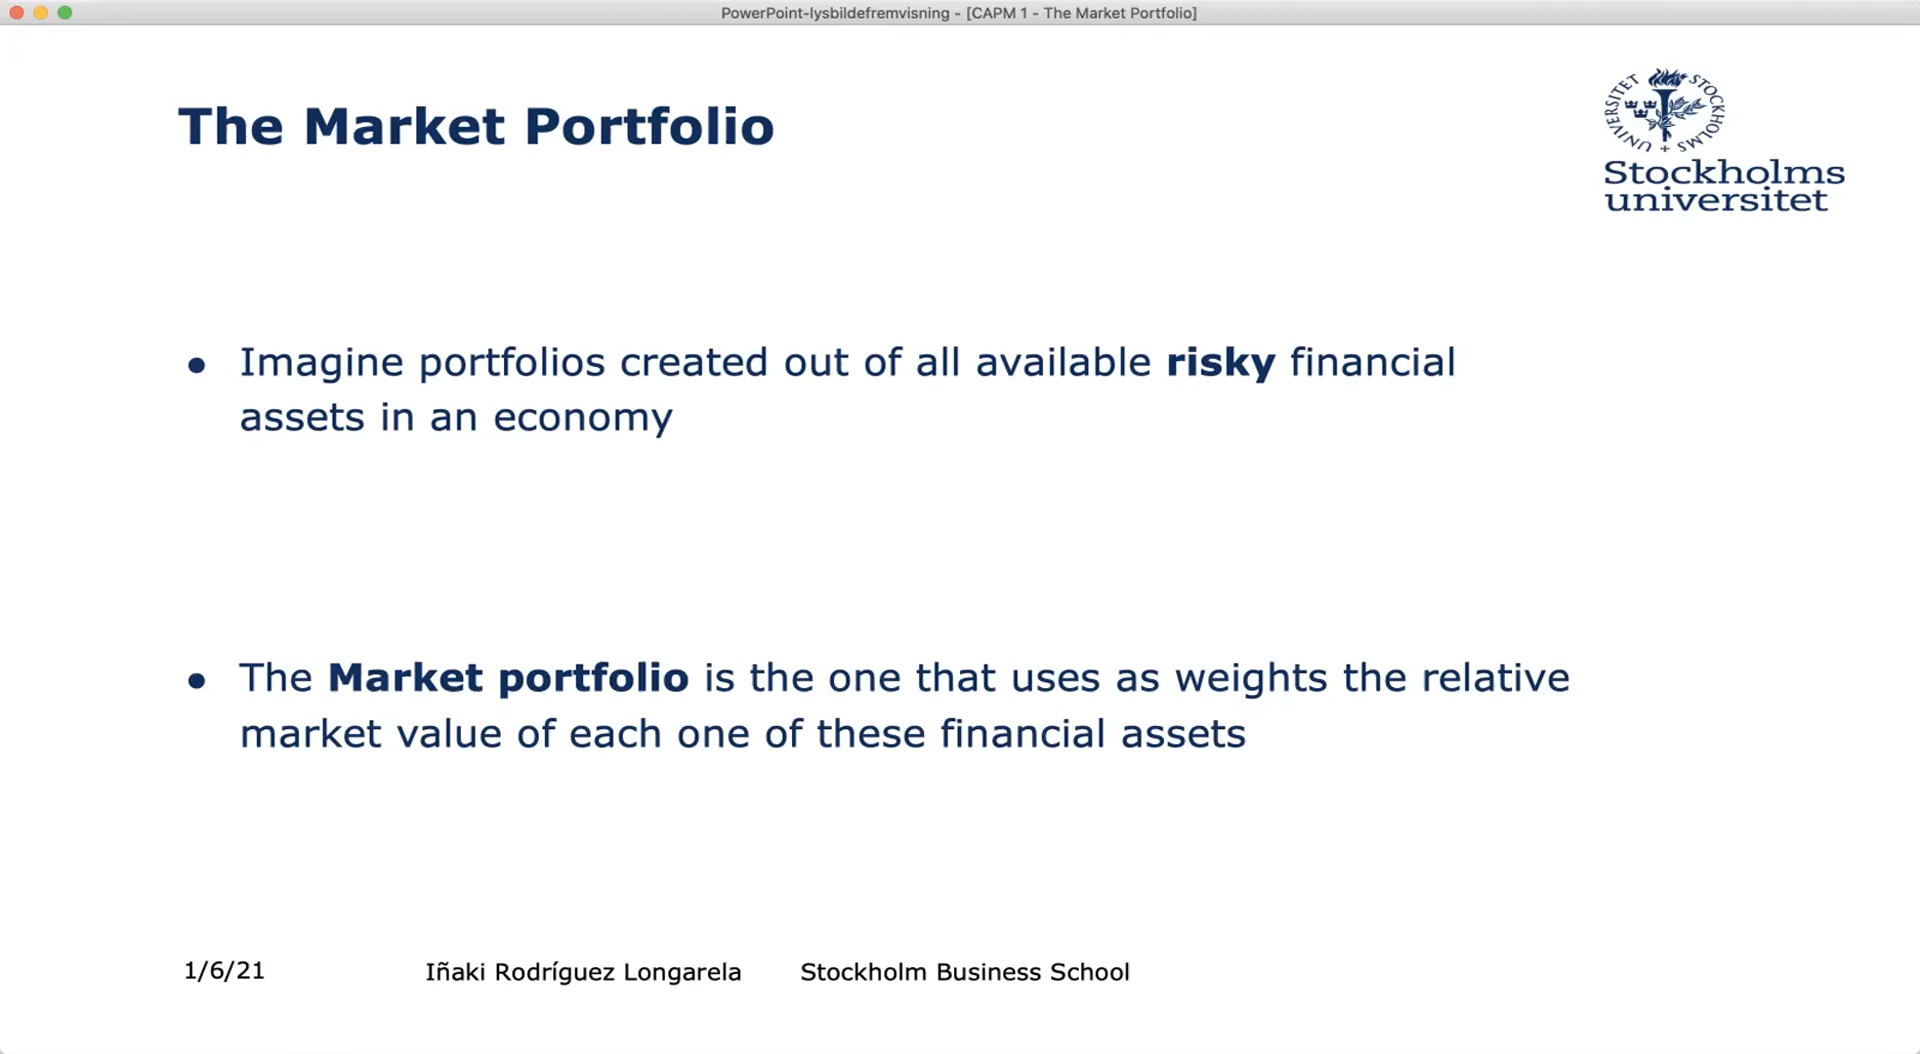 PowerPoint-lysbildefremvisning - [CAPM 1 - The Market Portfolio]
The Market Portfolio
UNIVERSITET STOCKHOLMS +
Stockholms
universitet
● Imagine portfolios created out of all available risky financial
assets in an economy
● The Market portfolio is the one that uses as weights the relative
market value of each one of these financial assets
1/6/21 Iñaki Rodríguez Longarela Stockholm Business School